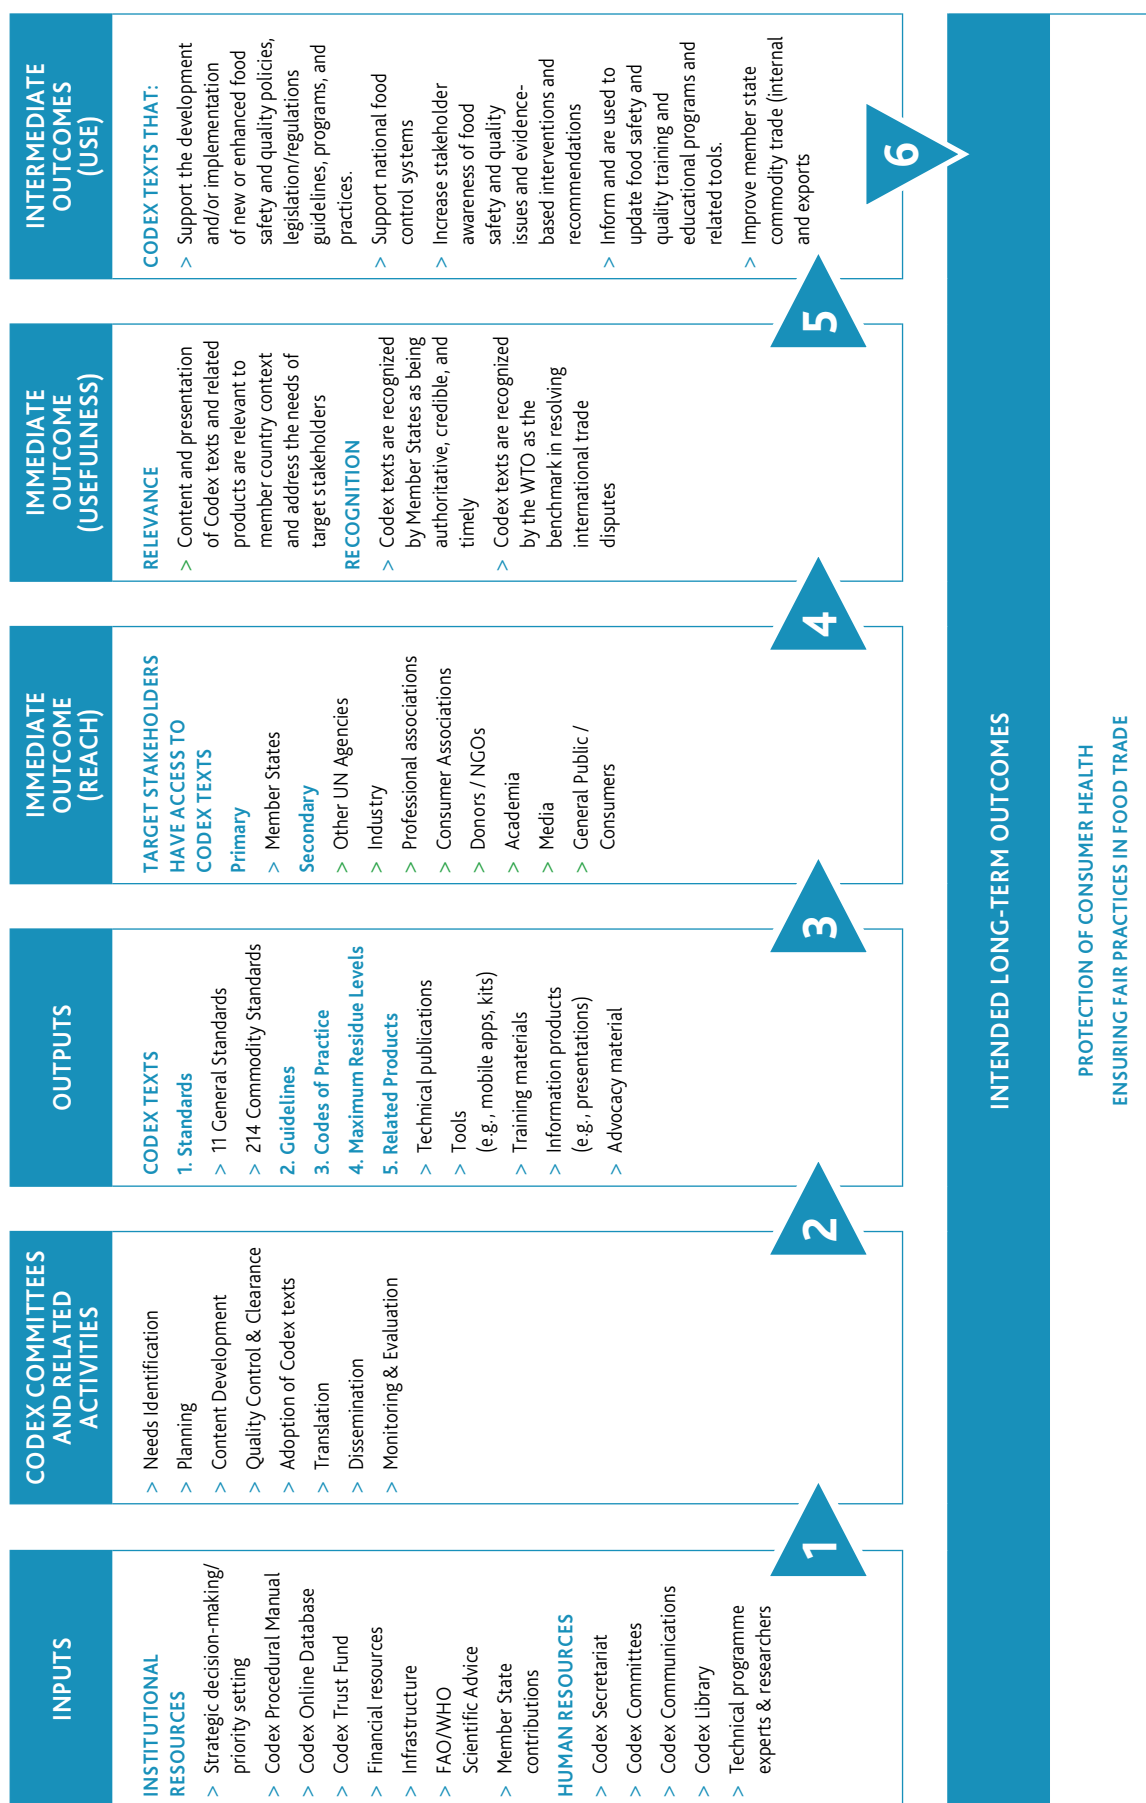 INPUTS
INSTITUTIONAL
RESOURCES
> Strategic decision-making/
priority setting
> Codex Procedural Manual
> Codex Online Database
> Codex Trust Fund
> Financial resources
> Infrastructure
> FAO/WHO
Scientific Advice
> Member State
contributions
HUMAN RESOURCES
> Codex Secretariat
> Codex Committees
> Codex Communications
> Codex Library
> Technical programme
experts & researchers
1
CODEX COMMITTEES
AND RELATED
ACTIVITIES
> Needs Identification
> Planning
> Content Development
> Quality Control & Clearance
> Adoption of Codex texts
> Translation
> Dissemination
> Monitoring & Evaluation
2
OUTPUTS
CODEX TEXTS
1. Standards
> 11 General Standards
> 214 Commodity Standards
2. Guidelines
3. Codes of Practice
4. Maximum Residue Levels
5. Related Products
> Technical publications
> Tools
(e.g., mobile apps, kits)
> Training materials
> Information products
(e.g., presentations)
> Advocacy material
3
IMMEDIATE
OUTCOME
(REACH)
TARGET STAKEHOLDERS
HAVE ACCESS TO
CODEX TEXTS
Primary
> Member States
Secondary
> Other UN Agencies
> Industry
> Professional associations
> Consumer Associations
> Donors / NGOs
> Academia
> Media
> General Public /
Consumers
4
IMMEDIATE
OUTCOME
(USEFULNESS)
RELEVANCE
> Content and presentation
of Codex texts and related
products are relevant to
member country context
and address the needs of
target stakeholders
RECOGNITION
> Codex texts are recognized
by Member States as being
authoritative, credible, and
timely
> Codex texts are recognized
by the WTO as the
benchmark in resolving
international trade
disputes
5
INTERMEDIATE
OUTCOMES
(USE)
CODEX TEXTS THAT:
> Support the development
and/or implementation
of new or enhanced food
safety and quality policies,
legislation/regulations
guidelines, programs, and
practices.
> Support national food
control systems
> Increase stakeholder
awareness of food
safety and quality
issues and evidence-
based interventions and
recommendations
> Inform and are used to
update food safety and
quality training and
educational programs and
related tools.
> Improve member state
commodity trade (internal
and exports
6
INTENDED LONG-TERM OUTCOMES
PROTECTION OF CONSUMER HEALTH
ENSURING FAIR PRACTICES IN FOOD TRADE